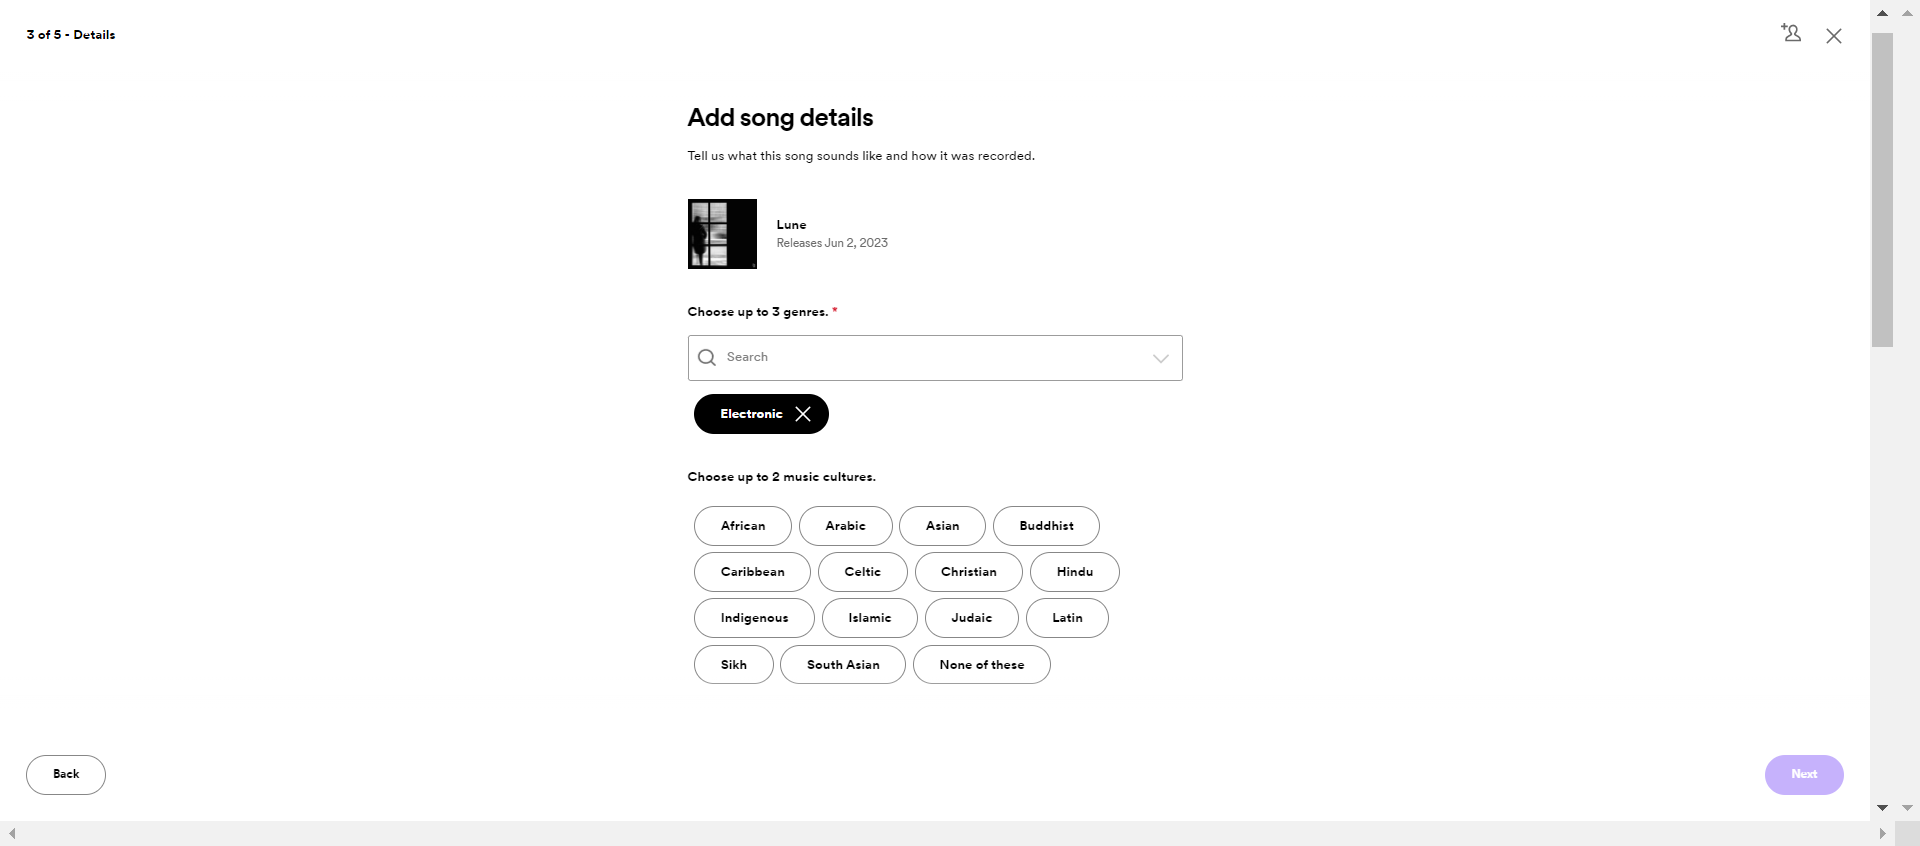 3 of 5 - Details
Add song details
Tell us what this song sounds like and how it was recorded.
Lune
Releases Jun 2, 2023
Choose up to 3 genres. *
Search
Electronic
Choose up to 2 music cultures.
African Arabic Asian Buddhist
Caribbean Celtic Christian Hindu
Indigenous Islamic Judaic Latin
Sikh South Asian None of these
Back Next